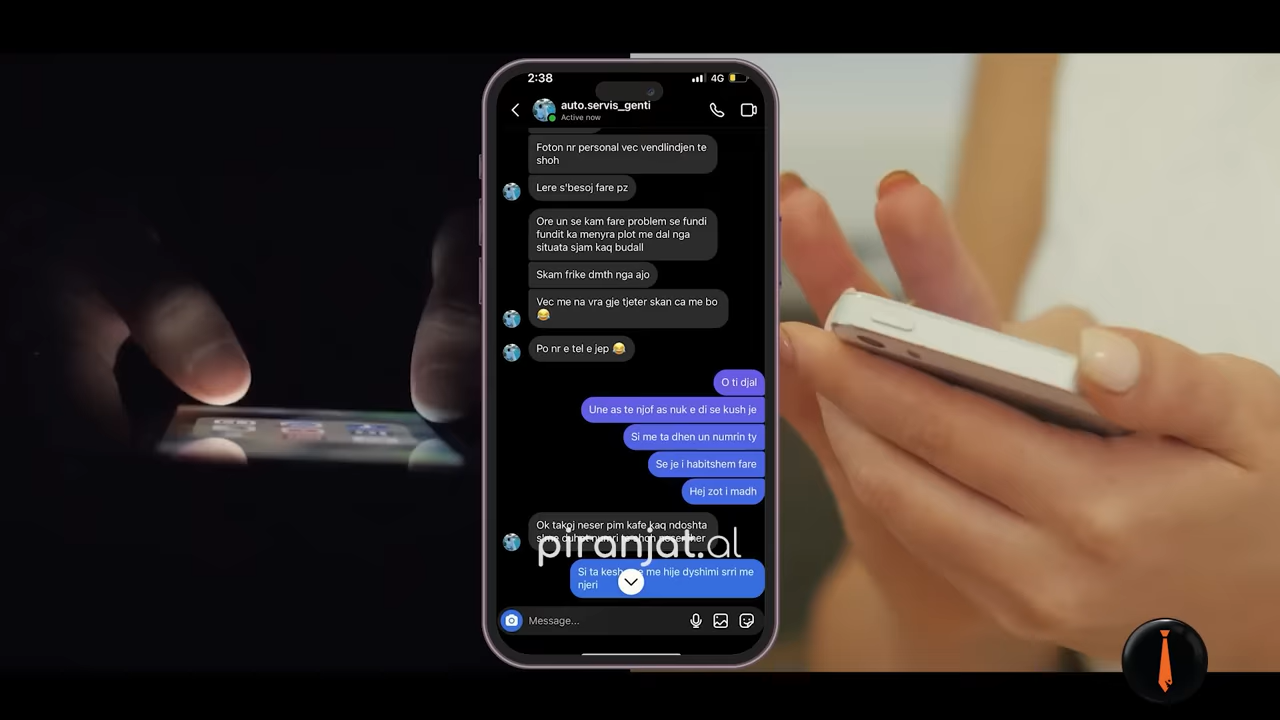 2:38
4G
auto.servis_genti
Active now
Foton nr personal vec vendlindjen te
shoh
Lere s'besoj fare pz
Ore un se kam fare problem se fundi
fundit ka menyra plot me dal nga
situata sjam kaq budall
Skam frike dmth nga ajo
Vec me na vra gje tjeter skan ca me bo
😂
Po nr e tel e jep 😂
O ti djal
Une as te njof as nuk e di se kush je
Si me ta dhen un numrin ty
Se je i habitshem fare
Hej zot i madh
Ok takoj neser pim kafe kaq ndoshta
numri
piranjat.al
Si ta me hije dyshimi srri me
njeri
Message...